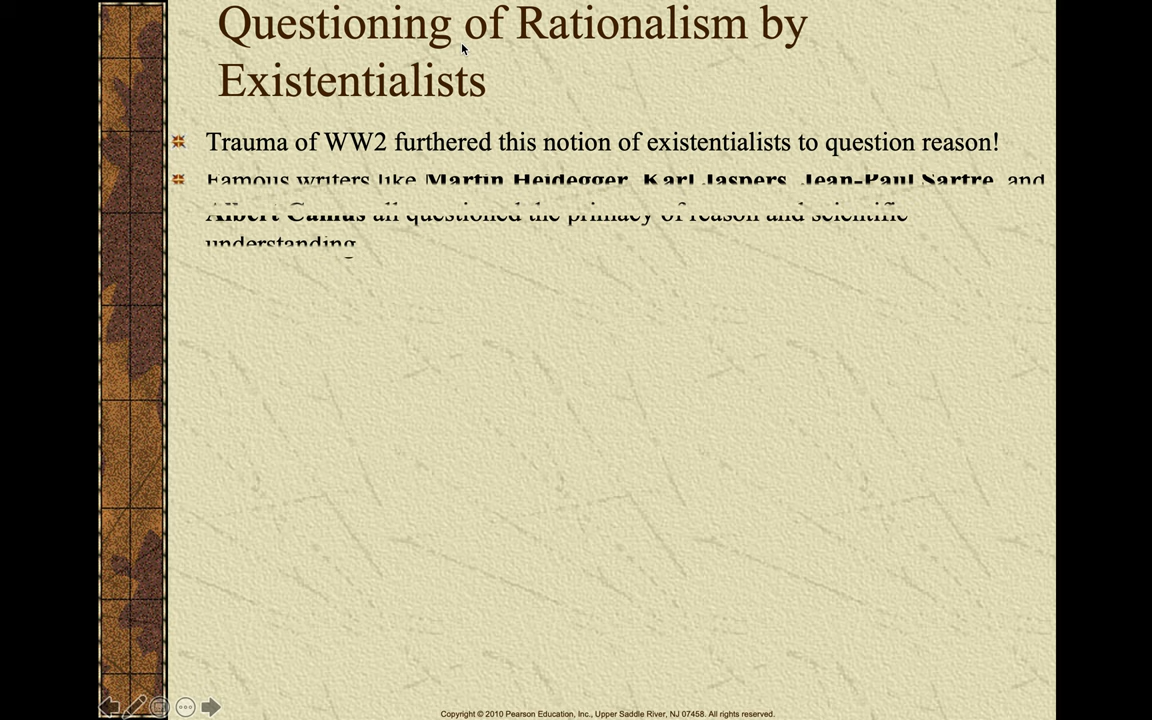 Questioning of Rationalism by
Existentialists
Trauma of WW2 furthered this notion of existentialists to question reason!
Famous writers like Martin Heidegger, Karl Jaspers, Jean-Paul Sartre, and
Albert Camus all questioned the primacy of reason and scientific
understanding
Copyright © 2010 Pearson Education, Inc., Upper Saddle River, NJ 07458. All rights reserved.